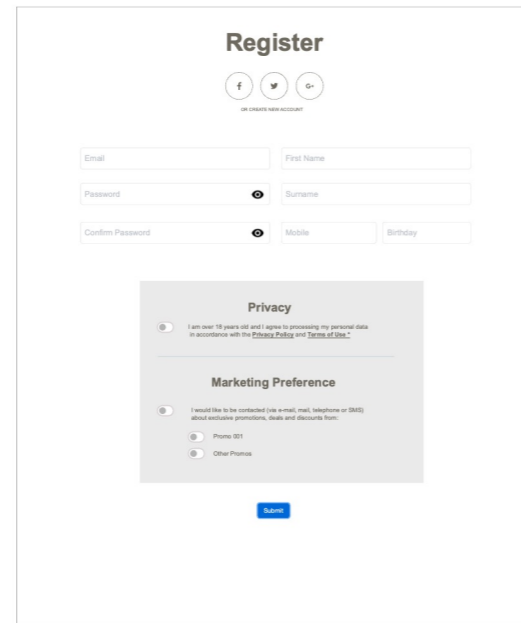 Register
f G+
OR CREATE NEW ACCOUNT
Email First Name
Password Surname
Confirm Password Mobile Birthday
Privacy
I am over 18 years old and I agree to processing my personal data
in accordance with the Privacy Policy and Terms of Use *
Marketing Preference
I would like to be contacted (via e-mail, mail, telephone or SMS)
about exclusive promotions, deals and discounts from:
Promo 001
Other Promos
Submit